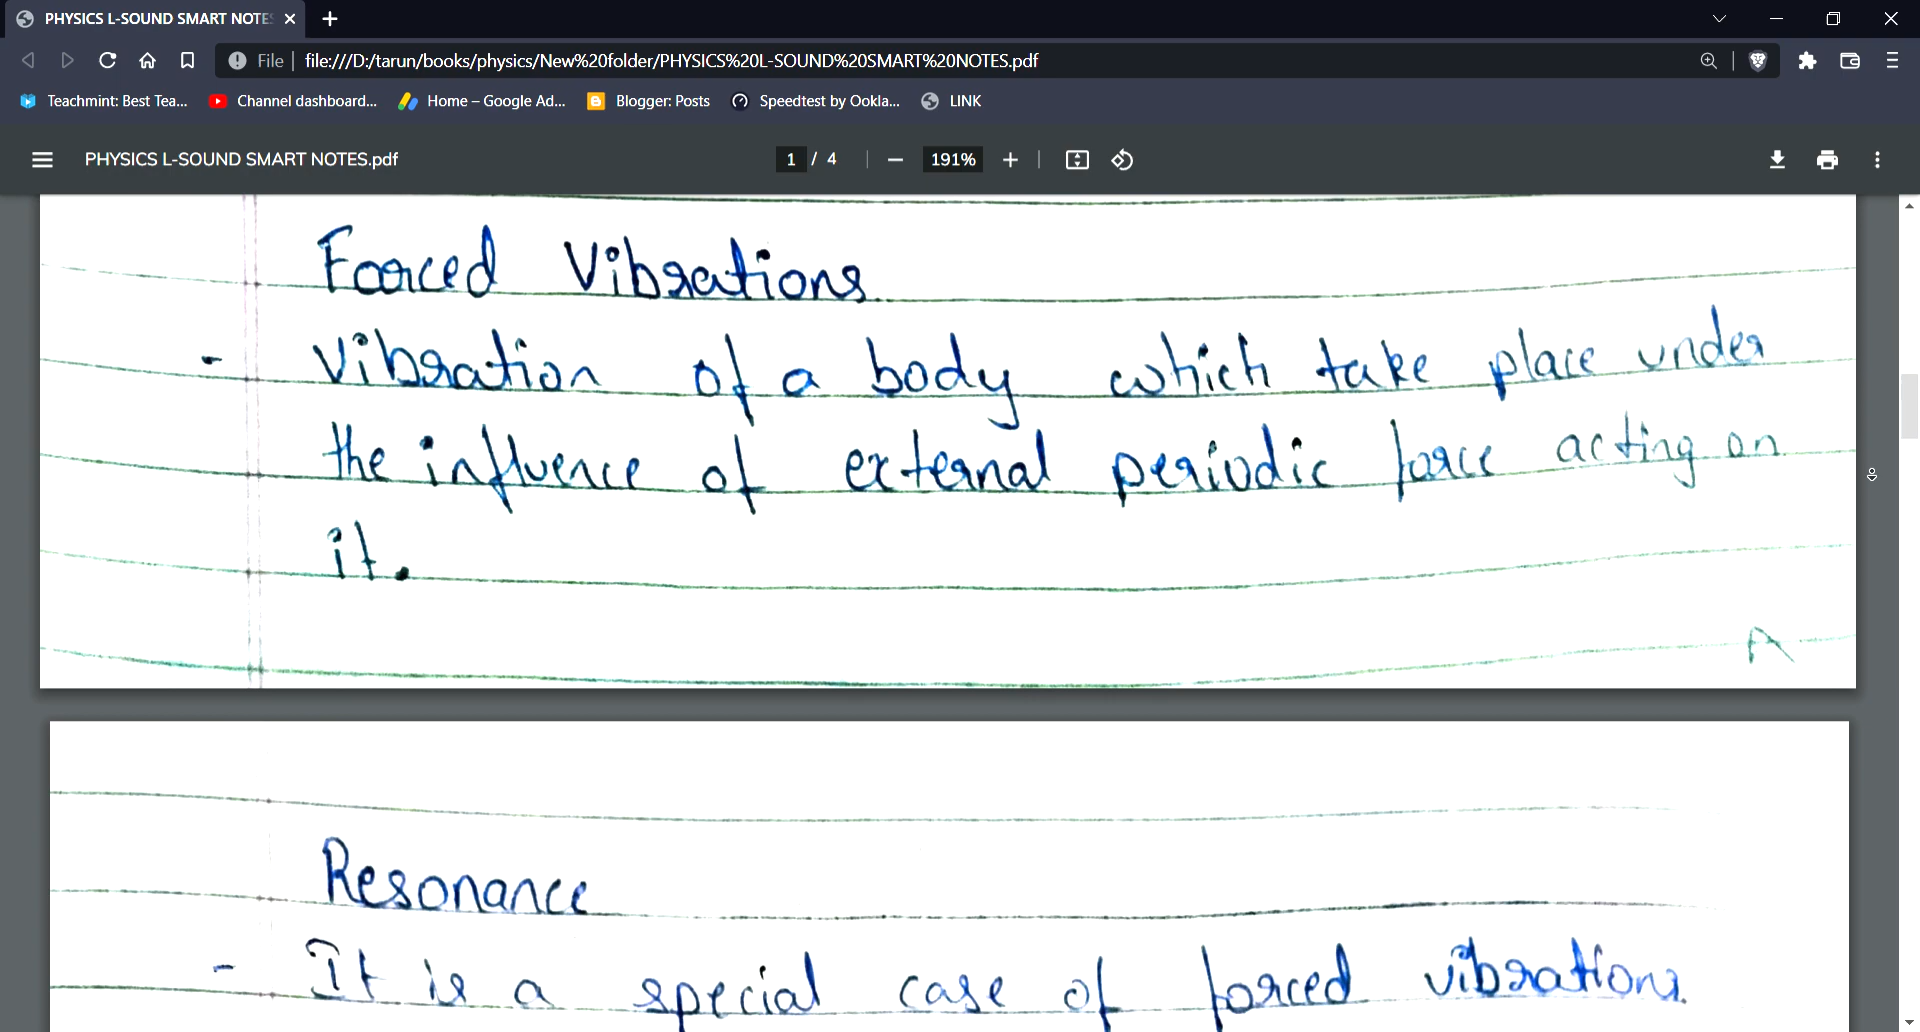 PHYSICS L-SOUND SMART NOTE
File file:///D:/tarun/books/physics/New%20folder/PHYSICS%20L-SOUND%20SMART%20NOTES.pdf
Teachmint: Best Tea... Channel dashboard... Home – Google Ad... Blogger: Posts Speedtest by Ookla... LINK
PHYSICS L-SOUND SMART NOTES.pdf 1 / 4 191%
Forced Vibrations
- Vibration of a body which take place under
the influence of external periodic force acting on
it.
A
Resonance
- It is a special case of forced vibrations.